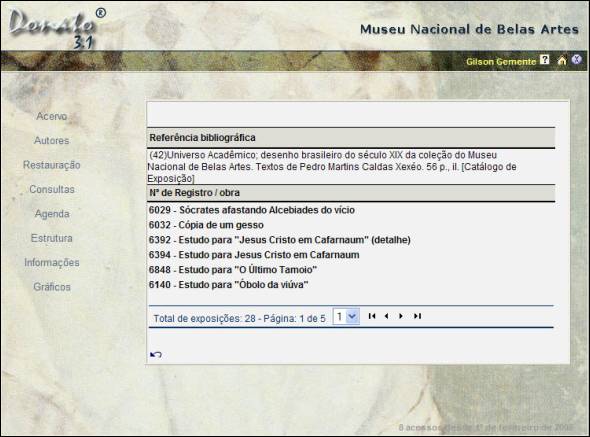 Donato ®
3.1
Museu Nacional de Belas Artes
Gilson Gemente ?
Acervo
Autores
Restauração
Consultas
Agenda
Estrutura
Informações
Gráficos
Referência bibliográfica
(42)Universo Acadêmico; desenho brasileiro do século XIX da coleção do Museu
Nacional de Belas Artes. Textos de Pedro Martins Caldas Xexéo. 56 p., il. [Catálogo de
Exposição]
Nº de Registro / obra
6029 - Sócrates afastando Alcebiades do vício
6032 - Cópia de um gesso
6392 - Estudo para "Jesus Cristo em Cafarnaum" (detalhe)
6394 - Estudo para Jesus Cristo em Cafarnaum
6848 - Estudo para "O Último Tamoio"
6140 - Estudo para "Óbolo da viúva"
Total de exposições: 28 - Página: 1 de 5 1
8 acessos desde 1º de fevereiro de